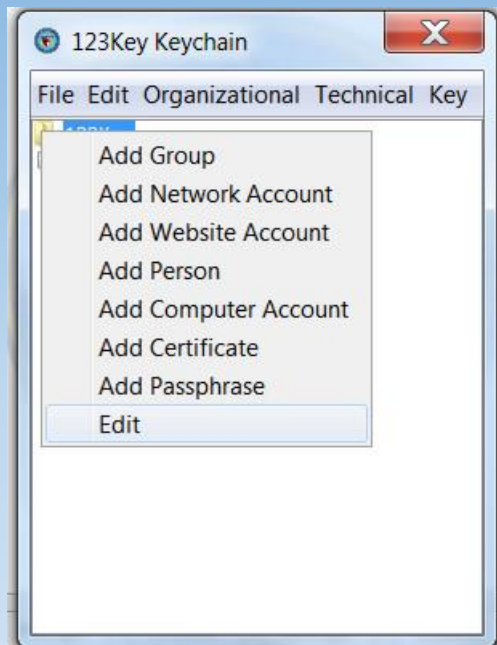 123Key Keychain
File Edit Organizational Technical Key
Add Group
Add Network Account
Add Website Account
Add Person
Add Computer Account
Add Certificate
Add Passphrase
Edit